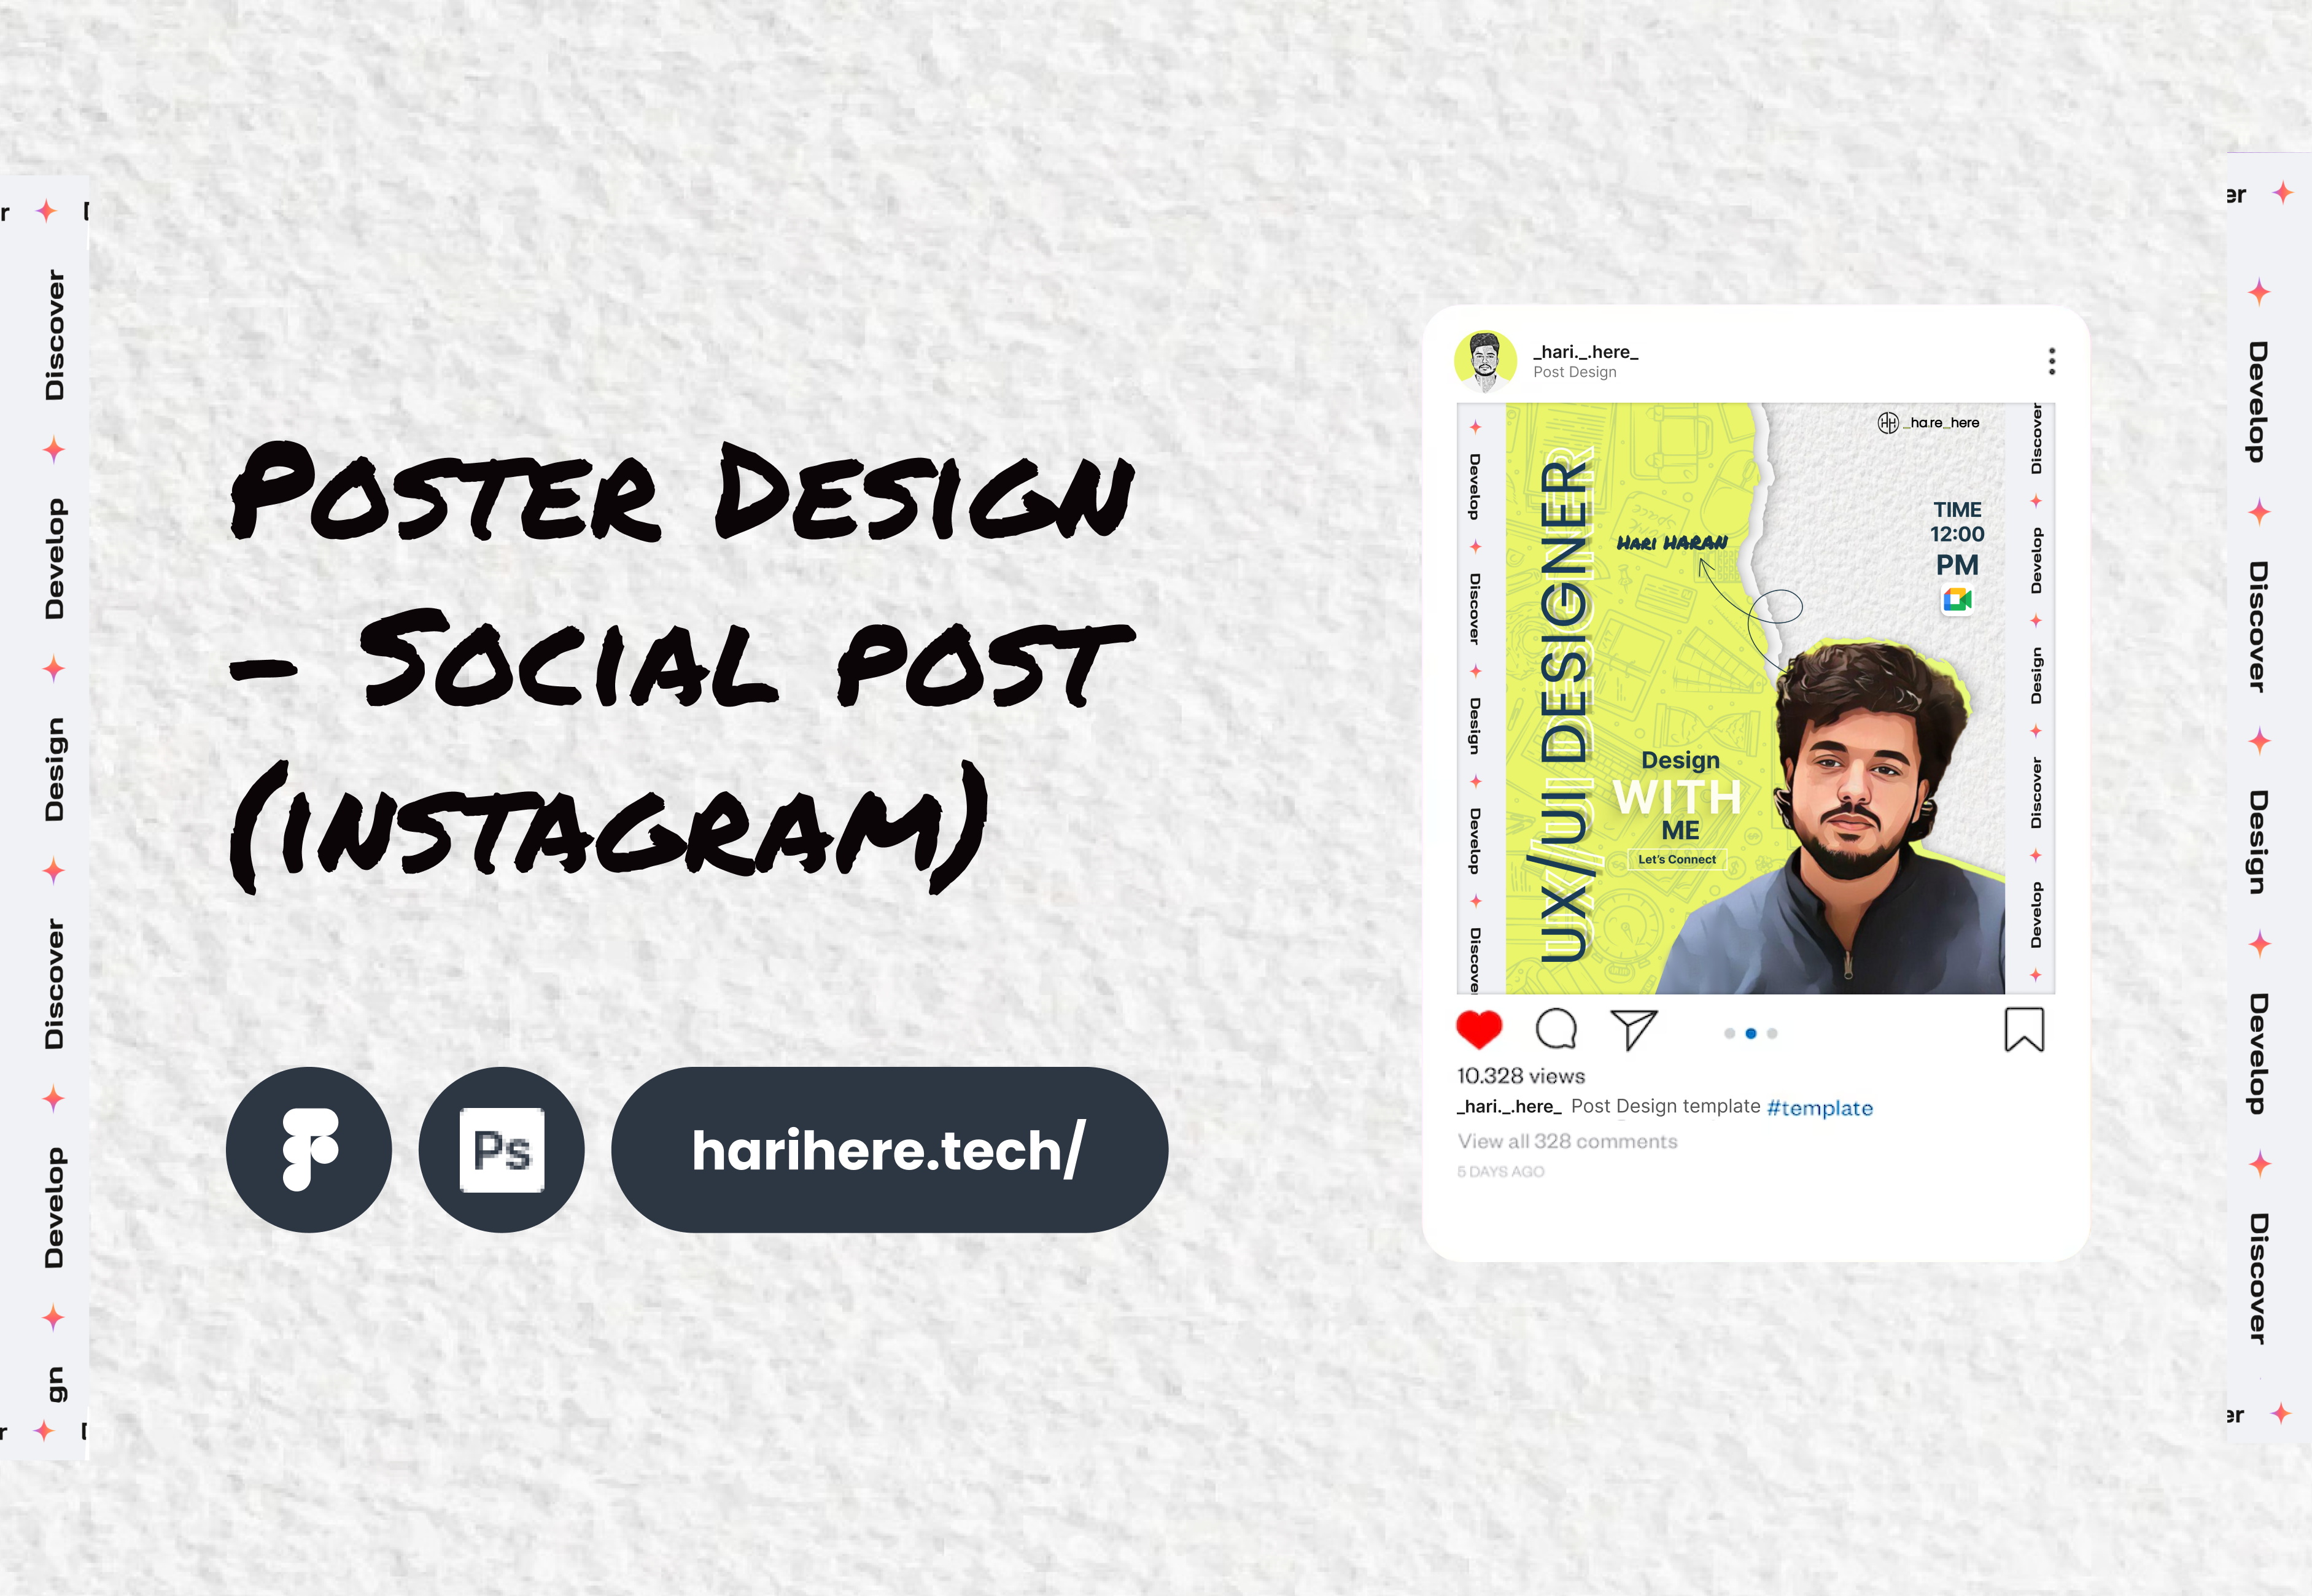 r
D
Discover
Develop
Design
Discover
Develop
gn
r
D
Poster Design
- Social post
(instagram)
Ps
harihere.tech/
_hari._.here_
Post Design
Develop
Discover
Design
Develop
Discove
UX/UI DESIGNER
Hari HARAN
Design
WITH
ME
Let's Connect
_ha.re_here
TIME
12:00
PM
Discover
Develop
Design
Discover
Develop
10.328 views
_hari._.here_ Post Design template #template
View all 328 comments
5 DAYS AGO
er
Develop
Discover
Design
Develop
Discover
er